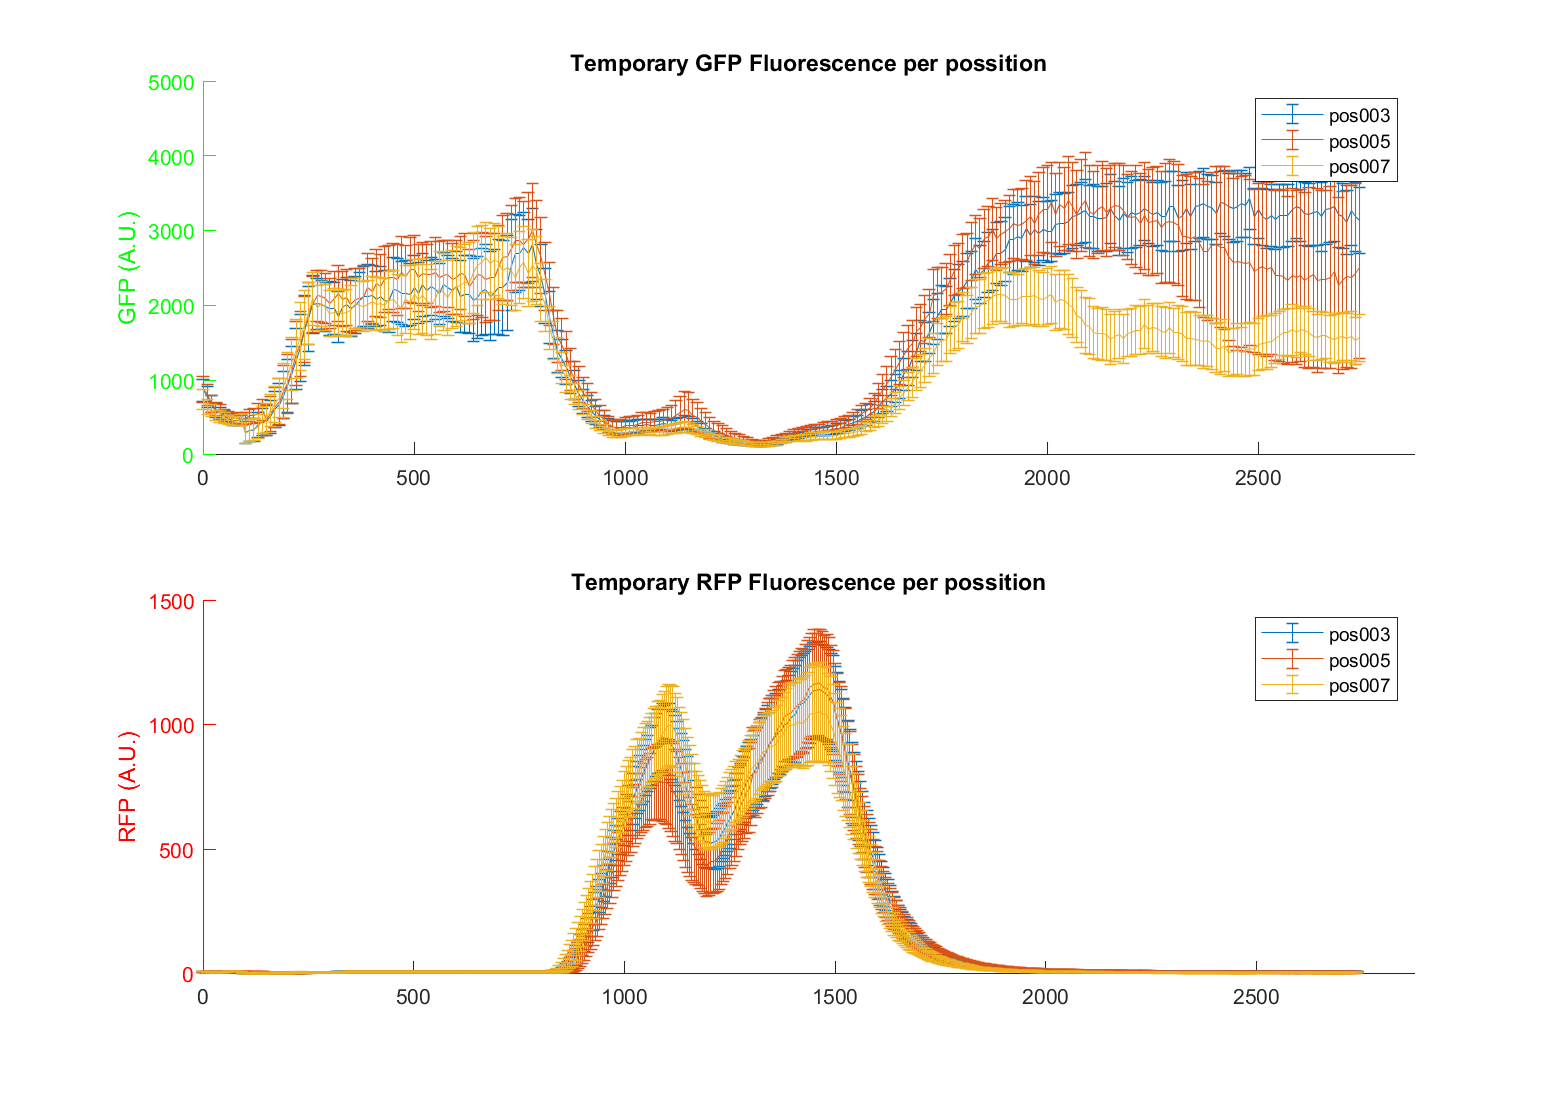 Temporary GFP Fluorescence per possition
5000
4000
3000
2000
1000
0
GFP (A.U.)
pos003
pos005
pos007
0 500 1000 1500 2000 2500
Temporary RFP Fluorescence per possition
1500
1000
500
0
RFP (A.U.)
pos003
pos005
pos007
0 500 1000 1500 2000 2500